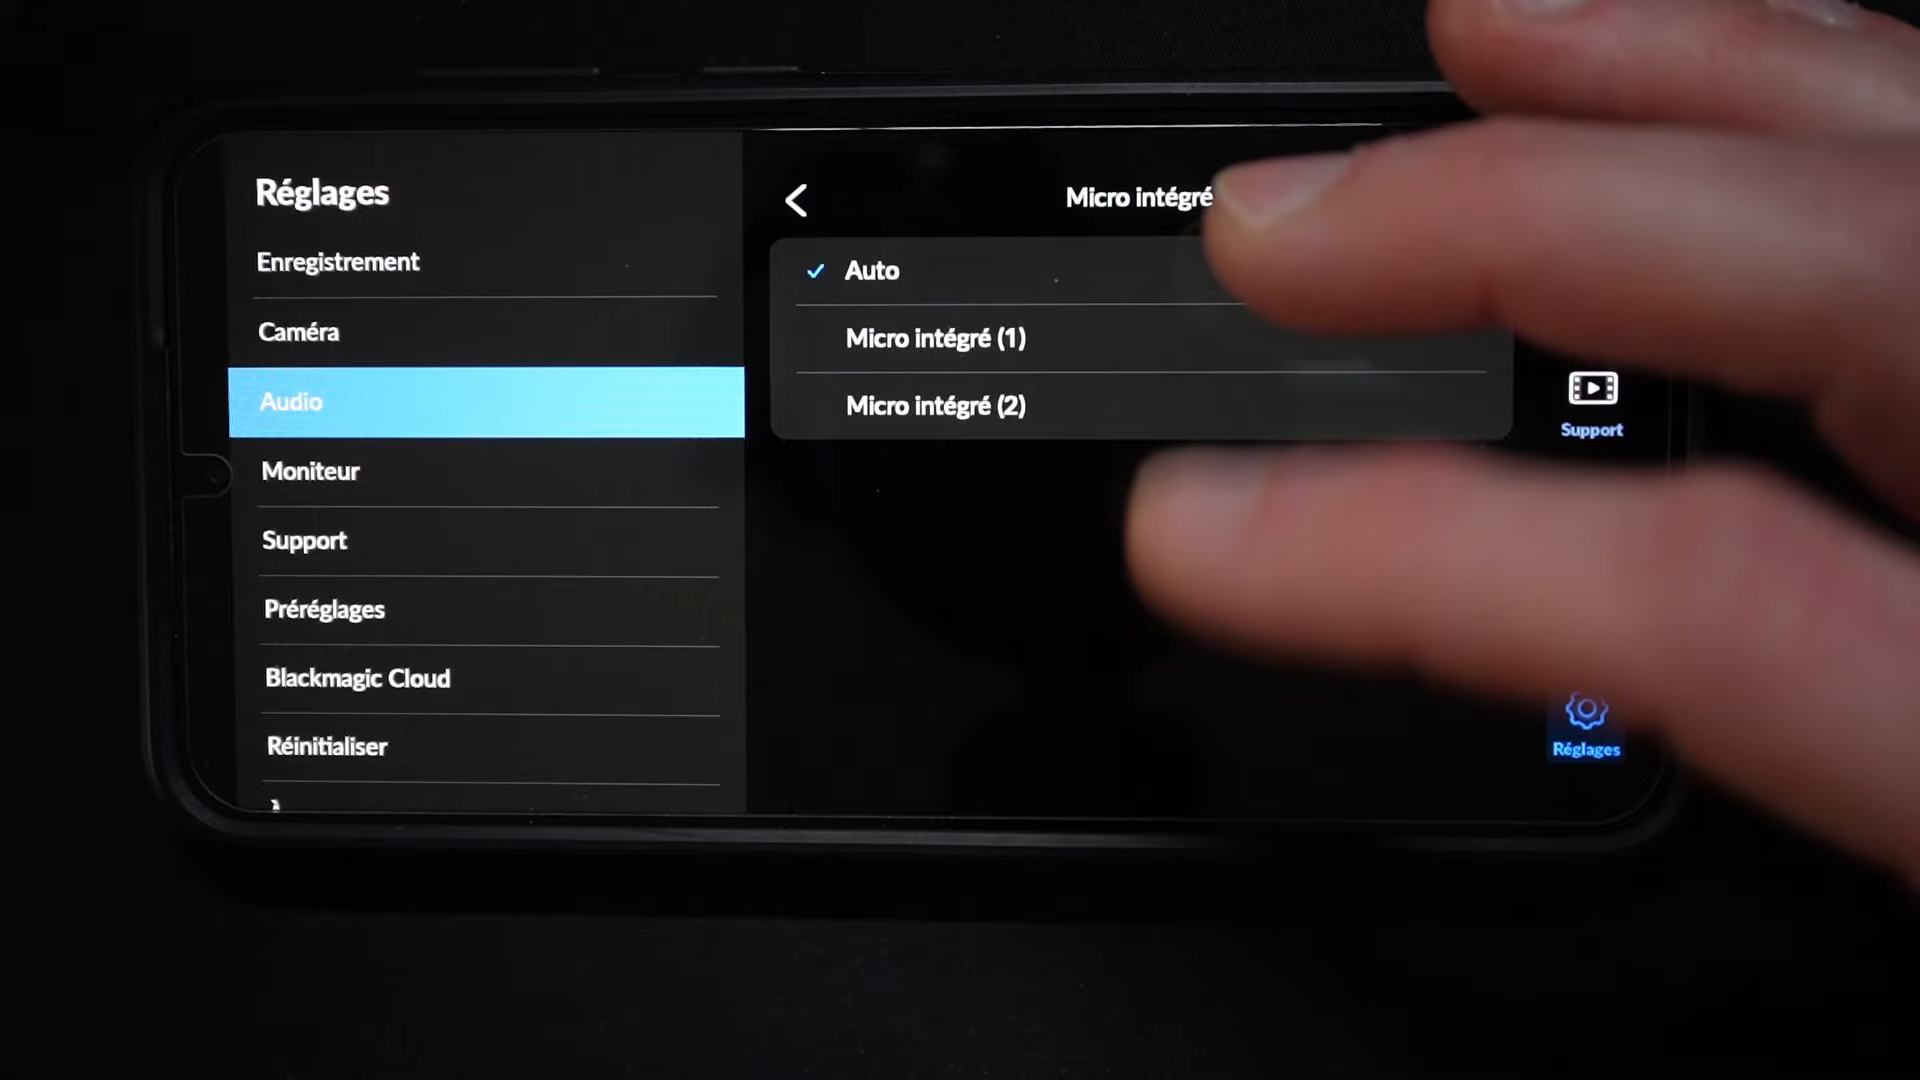 Réglages
Enregistrement
Caméra
Audio
Moniteur
Support
Préréglages
Blackmagic Cloud
Réinitialiser
Micro intégré
Auto
Micro intégré (1)
Micro intégré (2)
Support
Réglages